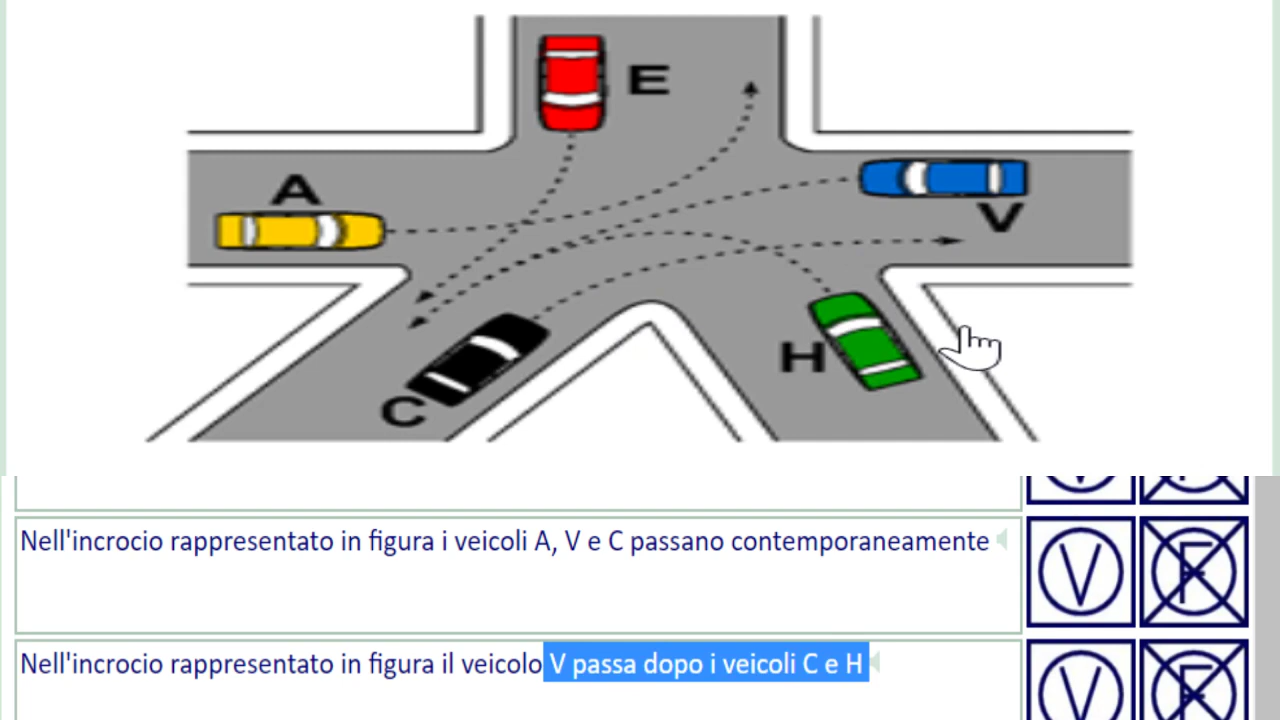 E
A
V
H
C
Nell'incrocio rappresentato in figura i veicoli A, V e C passano contemporaneamente
V F
Nell'incrocio rappresentato in figura il veicolo V passa dopo i veicoli C e H
V F